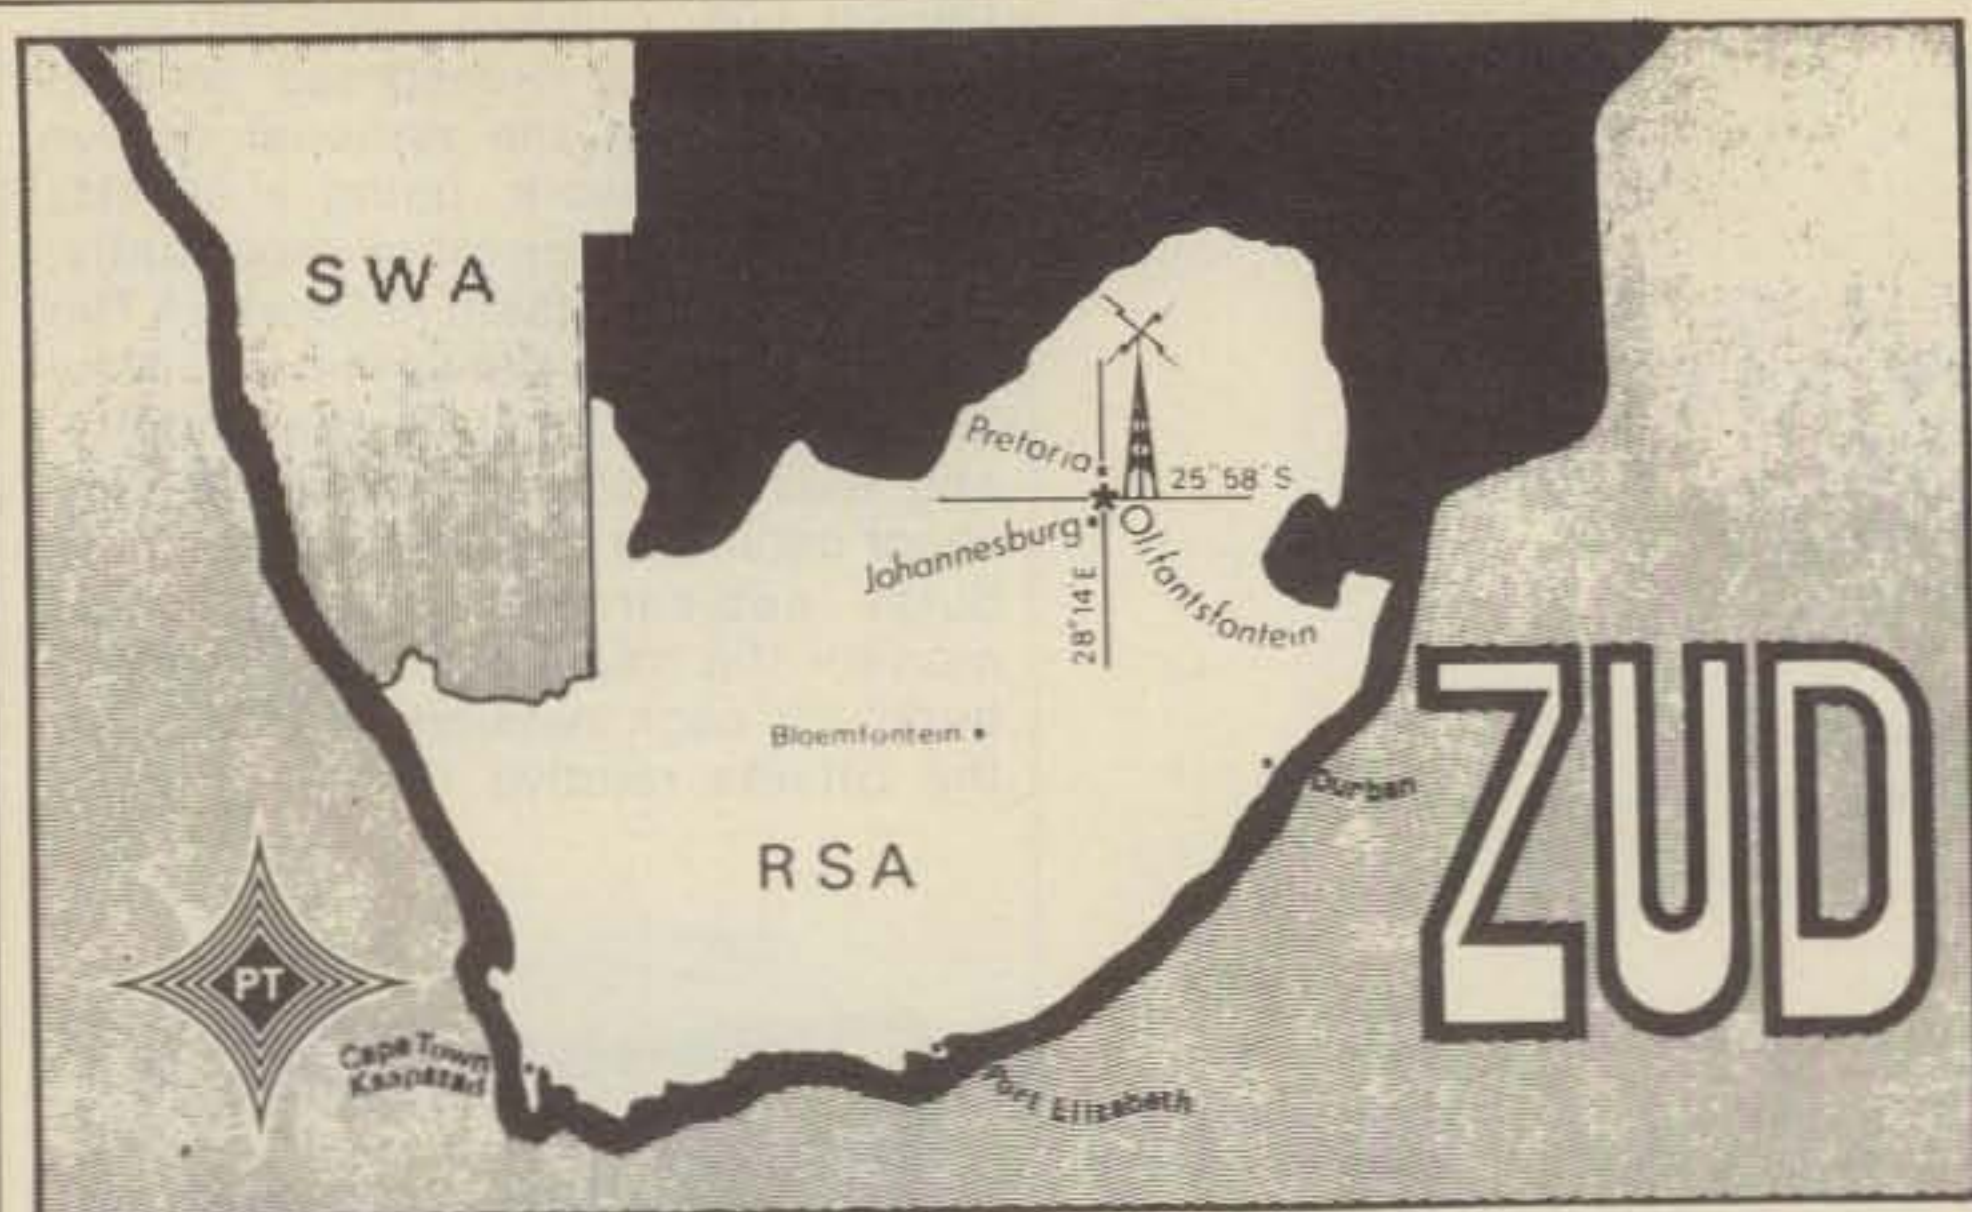 SWA
Pretoria
25°58'S
Johannesburg
Olifantsfontein
28°14'E
Bloemfontein
Durban
ZUD
RSA
PT
Cape Town
Kaapstad
Port Elizabeth